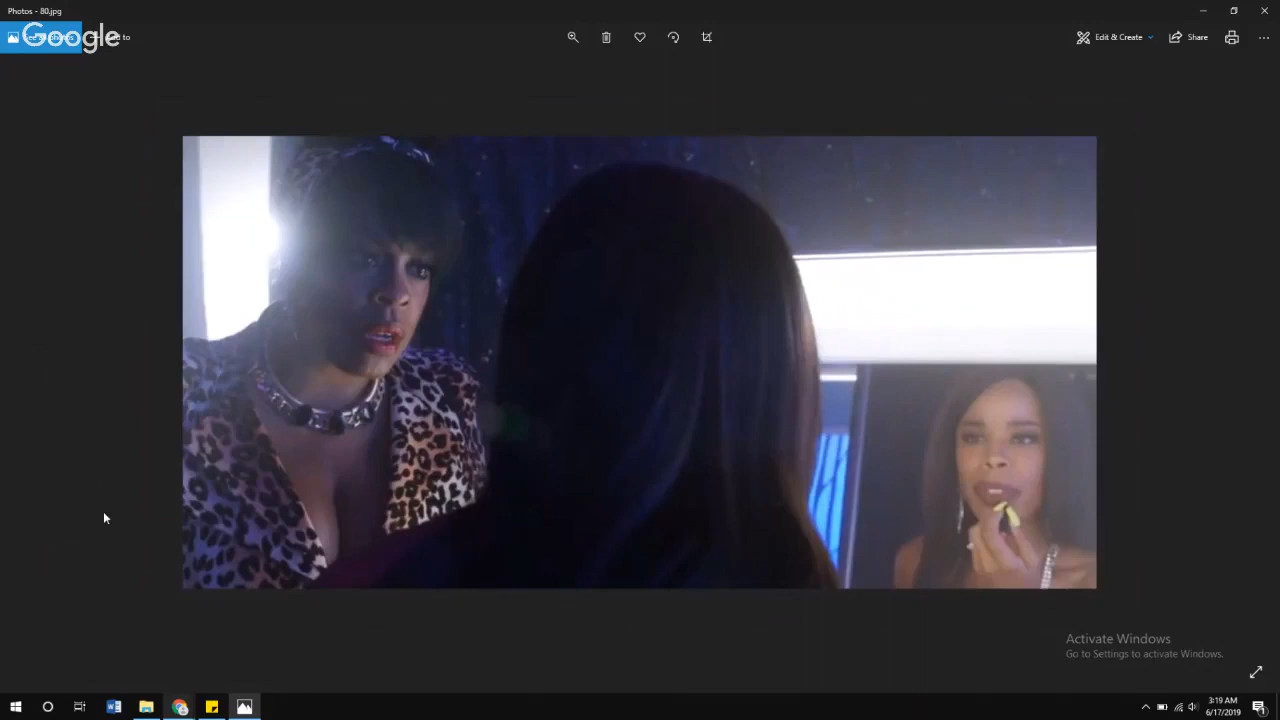 Photos - 80.jpg
Google
Edit & Create
Share
Activate Windows
Go to Settings to activate Windows.
3:19 AM
6/17/2019